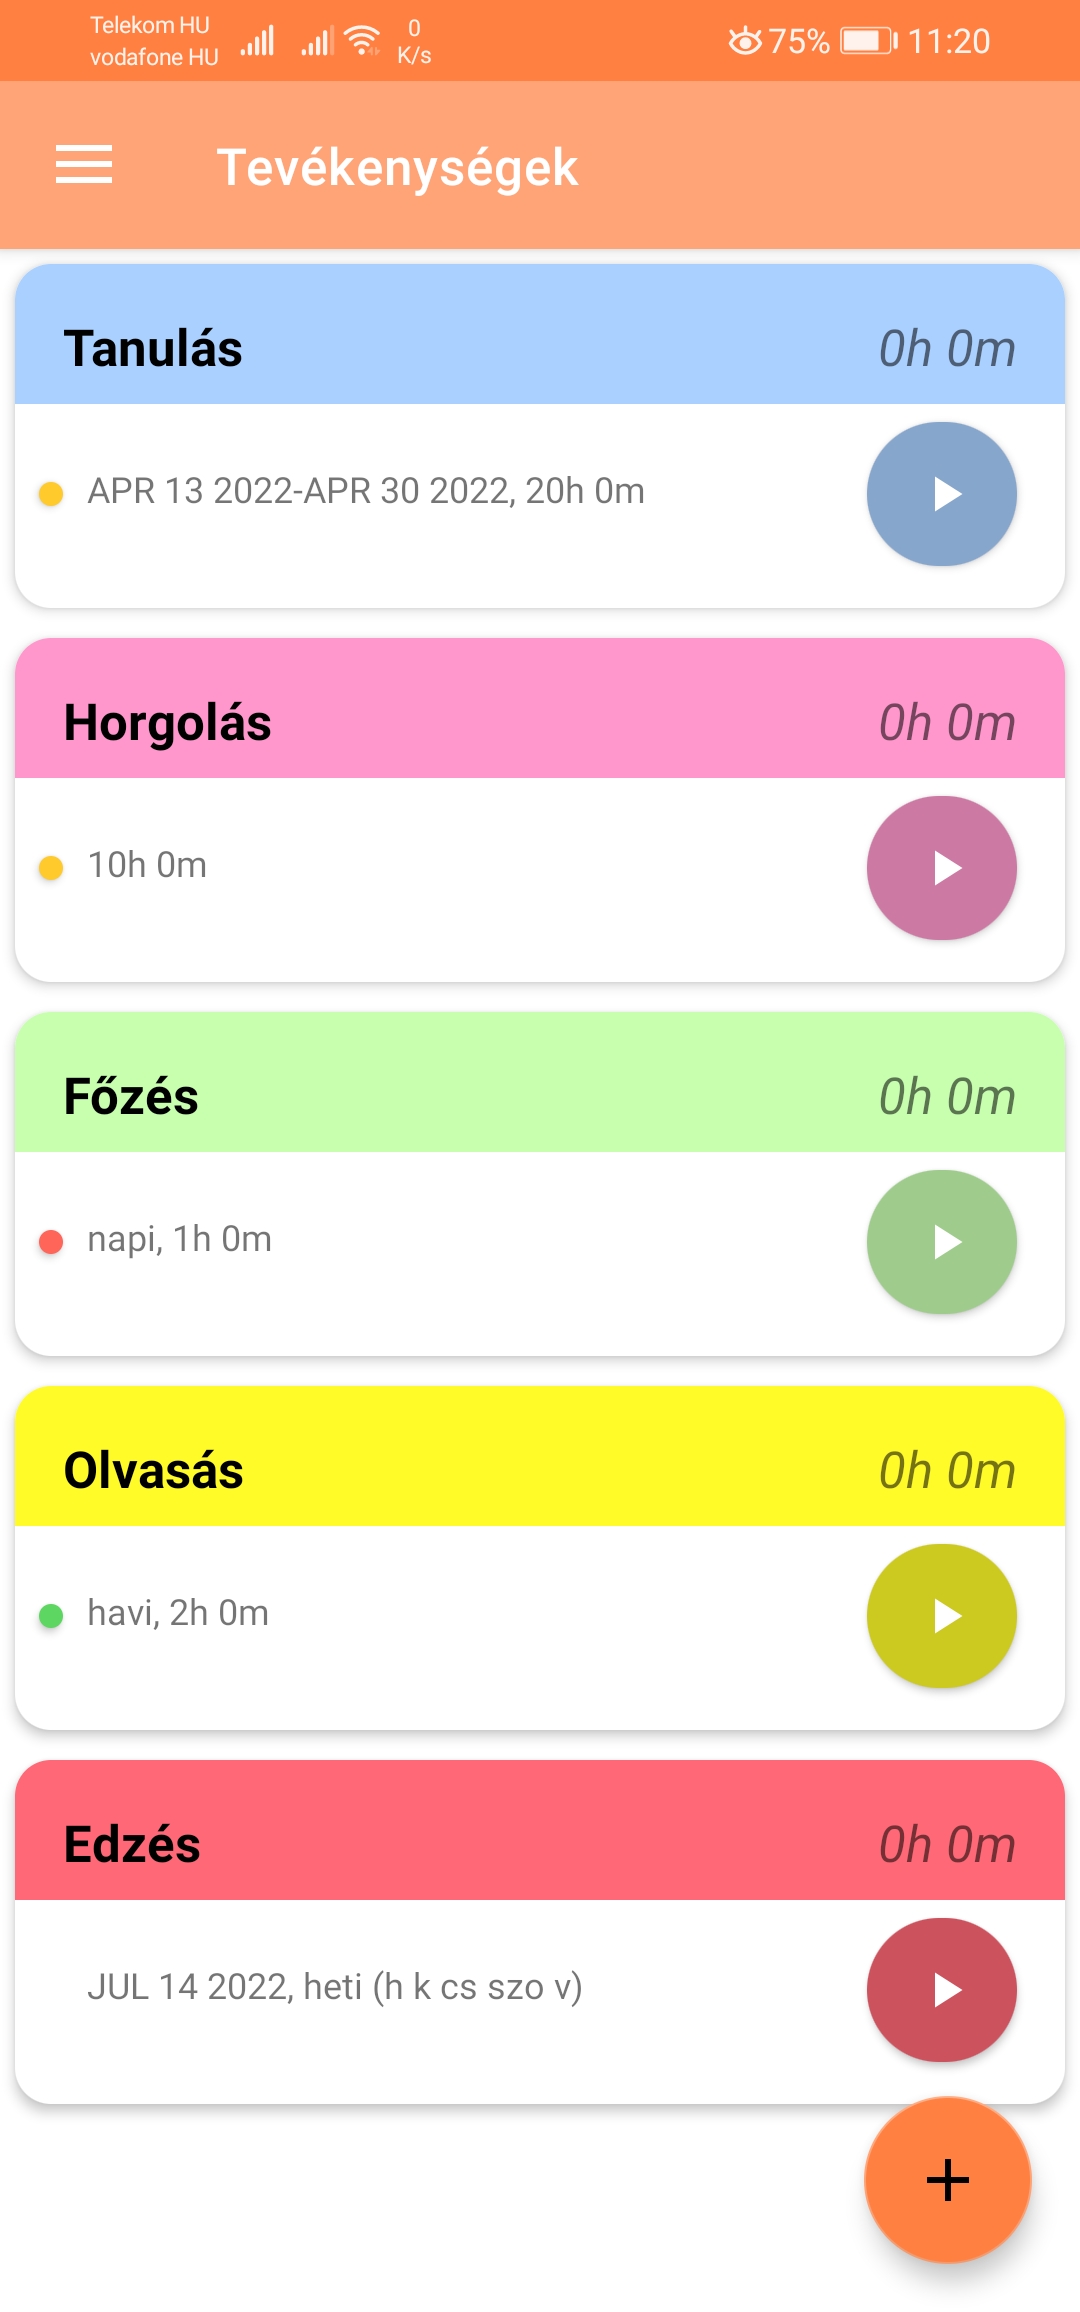 Telekom HU
vodafone HU
0
K/s
75%
11:20
Tevékenységek
Tanulás 0h 0m
APR 13 2022-APR 30 2022, 20h 0m
Horgolás 0h 0m
10h 0m
Főzés 0h 0m
napi, 1h 0m
Olvasás 0h 0m
havi, 2h 0m
Edzés 0h 0m
JUL 14 2022, heti (h k cs szo v)